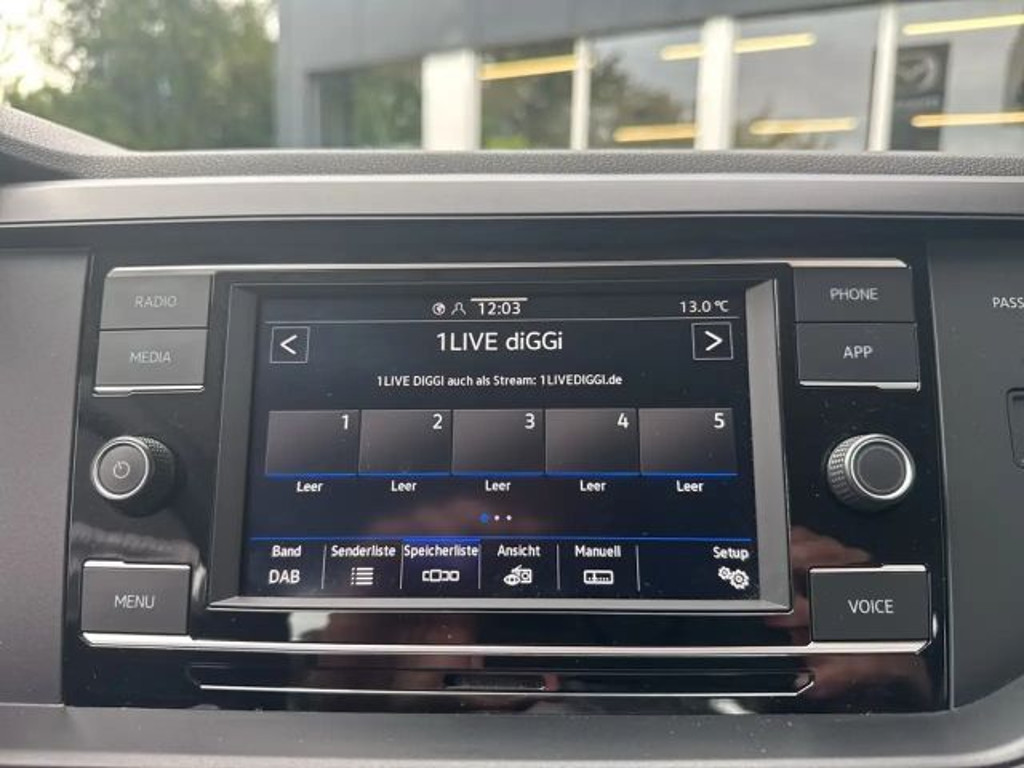 RADIO
MEDIA
MENU
12:03
13.0 °C
<
1LIVE diGGi
>
1LIVE DIGGI auch als Stream: 1LIVEDIGGI.de
1 2 3 4 5
Leer Leer Leer Leer Leer
Band Senderliste Speicherliste Ansicht Manuell Setup
DAB
PHONE
APP
VOICE
PASS